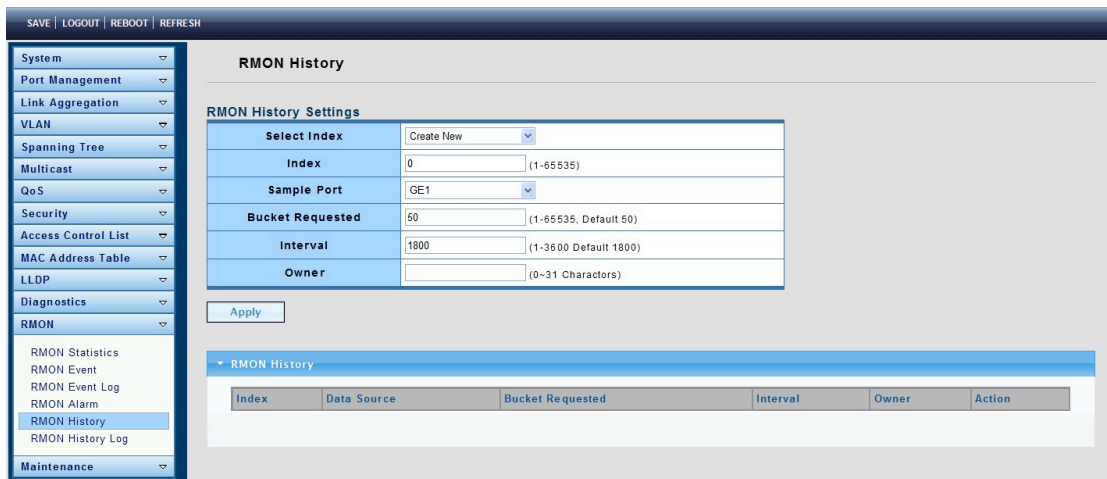 SAVE | LOGOUT | REBOOT | REFRESH
System
Port Management
Link Aggregation
VLAN
Spanning Tree
Multicast
QoS
Security
Access Control List
MAC Address Table
LLDP
Diagnostics
RMON
RMON Statistics
RMON Event
RMON Event Log
RMON Alarm
RMON History
RMON History Log
Maintenance
RMON History
RMON History Settings
Select Index Create New
Index 0 (1-65535)
Sample Port GE1
Bucket Requested 50 (1-65535, Default 50)
Interval 1800 (1-3600 Default 1800)
Owner (0~31 Charactors)
Apply
RMON History
Index Data Source Bucket Requested Interval Owner Action